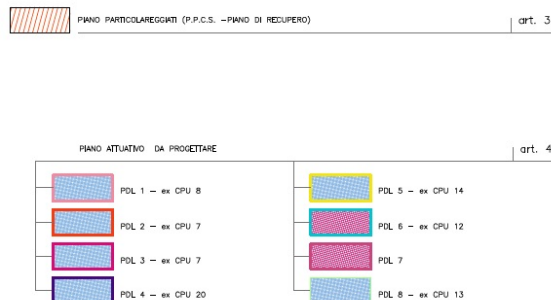 PIANO PARTICOLAREGGIATI (P.P.C.S. -PIANO DI RECUPERO) art. 3
PIANO ATTUATIVO DA PROGETTARE art. 4
PDL 1 - ex CPU 8
PDL 2 - ex CPU 7
PDL 3 - ex CPU 7
PDL 4 - ex CPU 20
PDL 5 - ex CPU 14
PDL 6 - ex CPU 12
PDL 7
PDL 8 - ex CPU 13